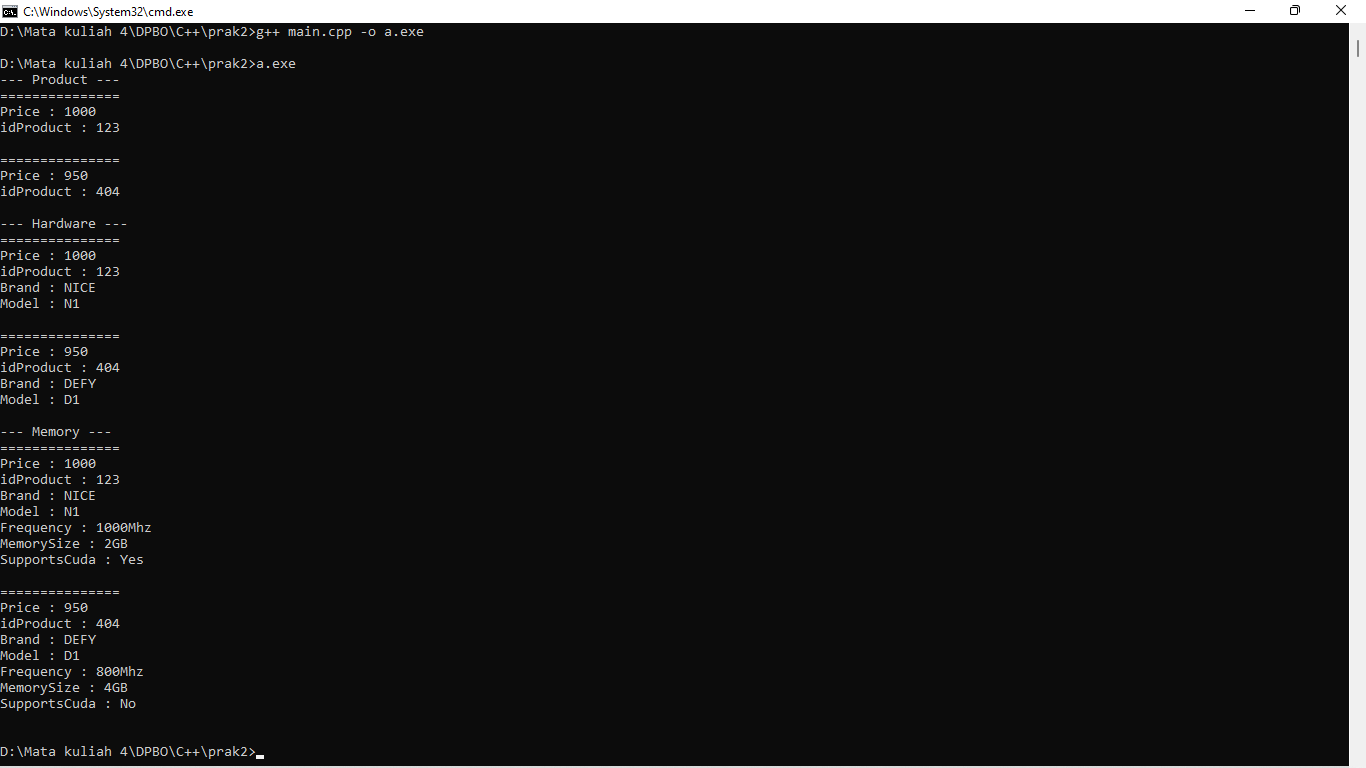 C:\Windows\System32\cmd.exe
D:\Mata kuliah 4\DPBO\C++\prak2>g++ main.cpp -o a.exe
D:\Mata kuliah 4\DPBO\C++\prak2>a.exe
--- Product ---
===============
Price : 1000
idProduct : 123
===============
Price : 950
idProduct : 404
--- Hardware ---
===============
Price : 1000
idProduct : 123
Brand : NICE
Model : N1
===============
Price : 950
idProduct : 404
Brand : DEFY
Model : D1
--- Memory ---
===============
Price : 1000
idProduct : 123
Brand : NICE
Model : N1
Frequency : 1000Mhz
MemorySize : 2GB
SupportsCuda : Yes
===============
Price : 950
idProduct : 404
Brand : DEFY
Model : D1
Frequency : 800Mhz
MemorySize : 4GB
SupportsCuda : No
D:\Mata kuliah 4\DPBO\C++\prak2>